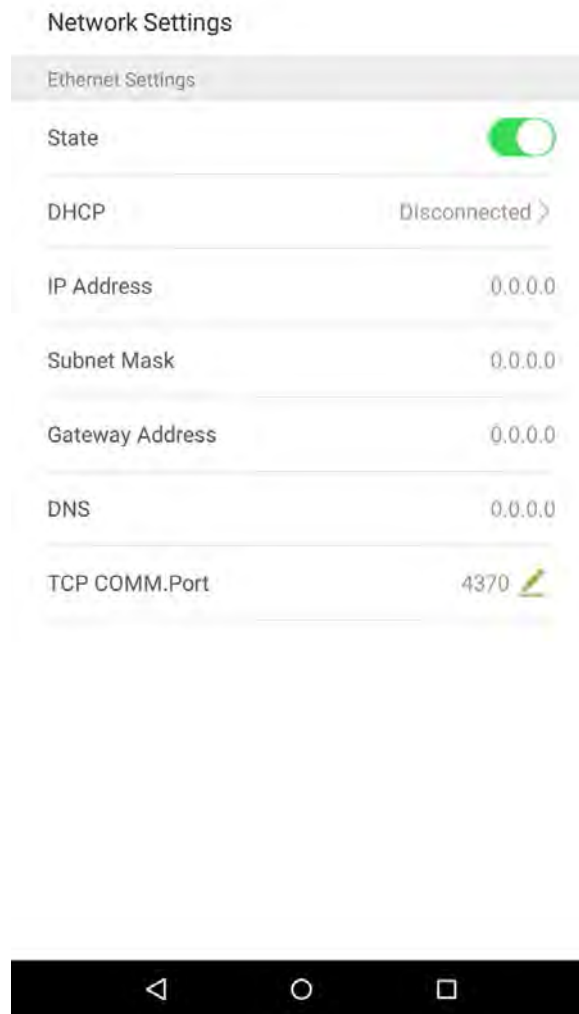 Network Settings
Ethernet Settings
State
DHCP Disconnected >
IP Address 0.0.0.0
Subnet Mask 0.0.0.0
Gateway Address 0.0.0.0
DNS 0.0.0.0
TCP COMM.Port 4370